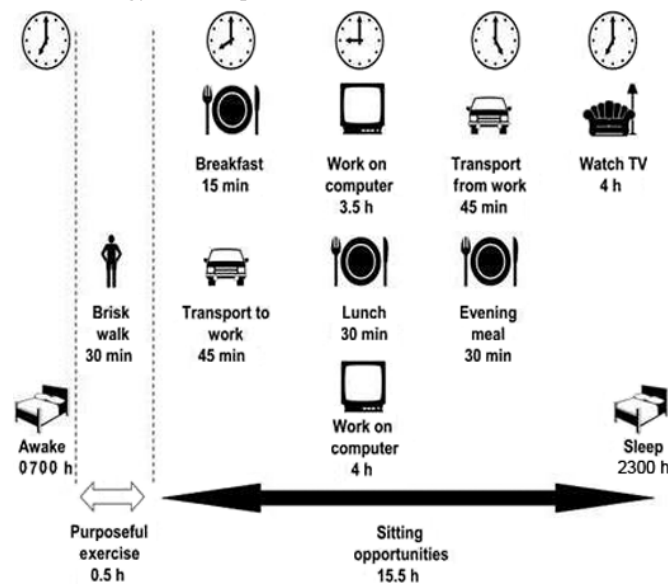 Breakfast
15 min
Work on
computer
3.5 h
Transport
from work
45 min
Watch TV
4 h
Brisk
walk
30 min
Transport to
work
45 min
Lunch
30 min
Evening
meal
30 min
Work on
computer
4 h
Awake
0700 h
Sleep
2300 h
Purposeful
exercise
0.5 h
Sitting
opportunities
15.5 h